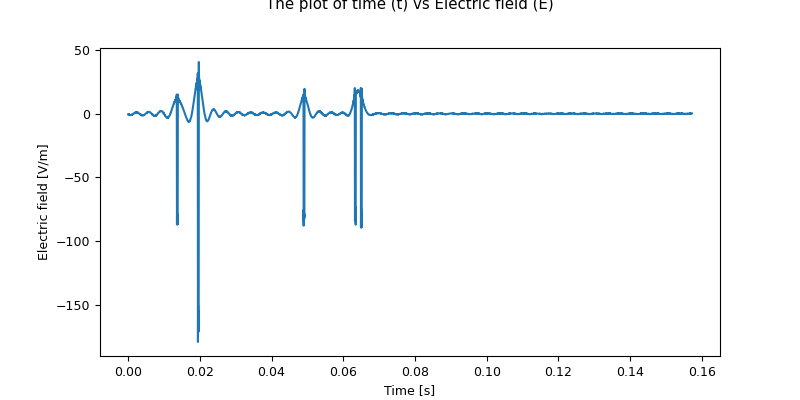 The plot of time (t) vs Electric field (E)
50
0
−50
−100
−150
Electric field [V/m]
0.00 0.02 0.04 0.06 0.08 0.10 0.12 0.14 0.16
Time [s]